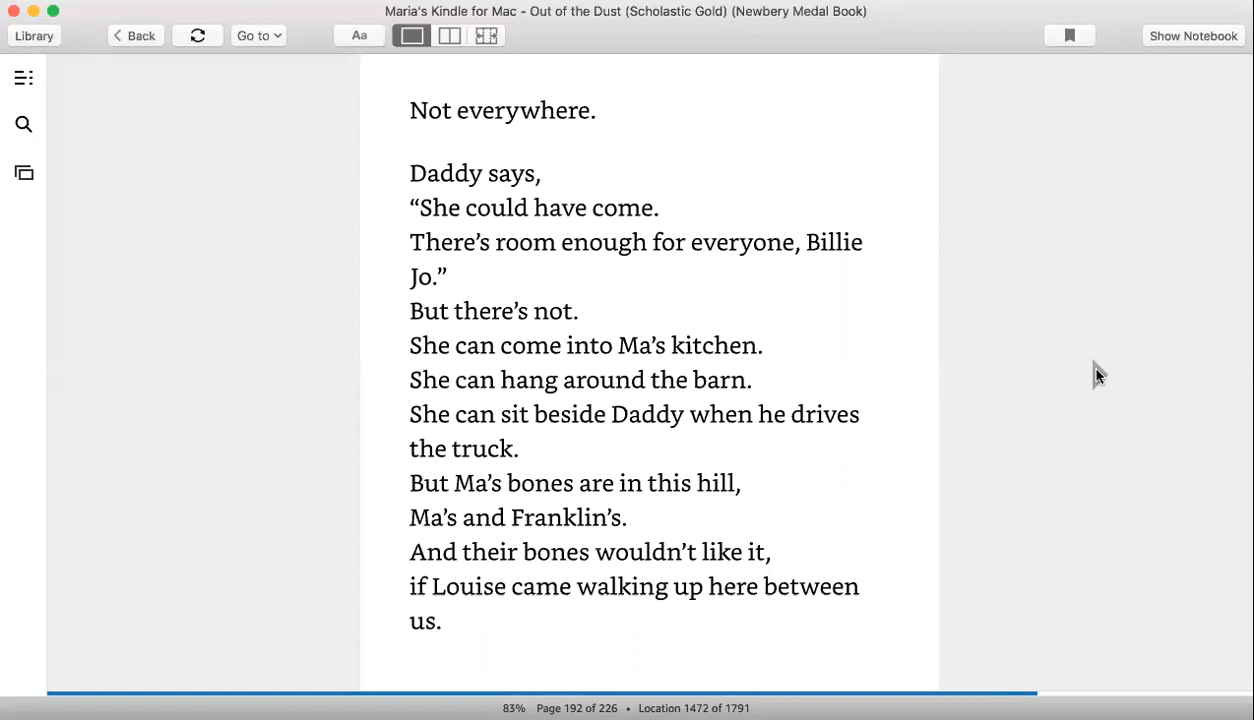 Maria's Kindle for Mac - Out of the Dust (Scholastic Gold) (Newbery Medal Book)
Library
Back
Go to
Aa
Show Notebook
Not everywhere.
Daddy says,
“She could have come.
There’s room enough for everyone, Billie
Jo.”
But there’s not.
She can come into Ma’s kitchen.
She can hang around the barn.
She can sit beside Daddy when he drives
the truck.
But Ma’s bones are in this hill,
Ma’s and Franklin’s.
And their bones wouldn’t like it,
if Louise came walking up here between
us.
83% Page 192 of 226 • Location 1472 of 1791